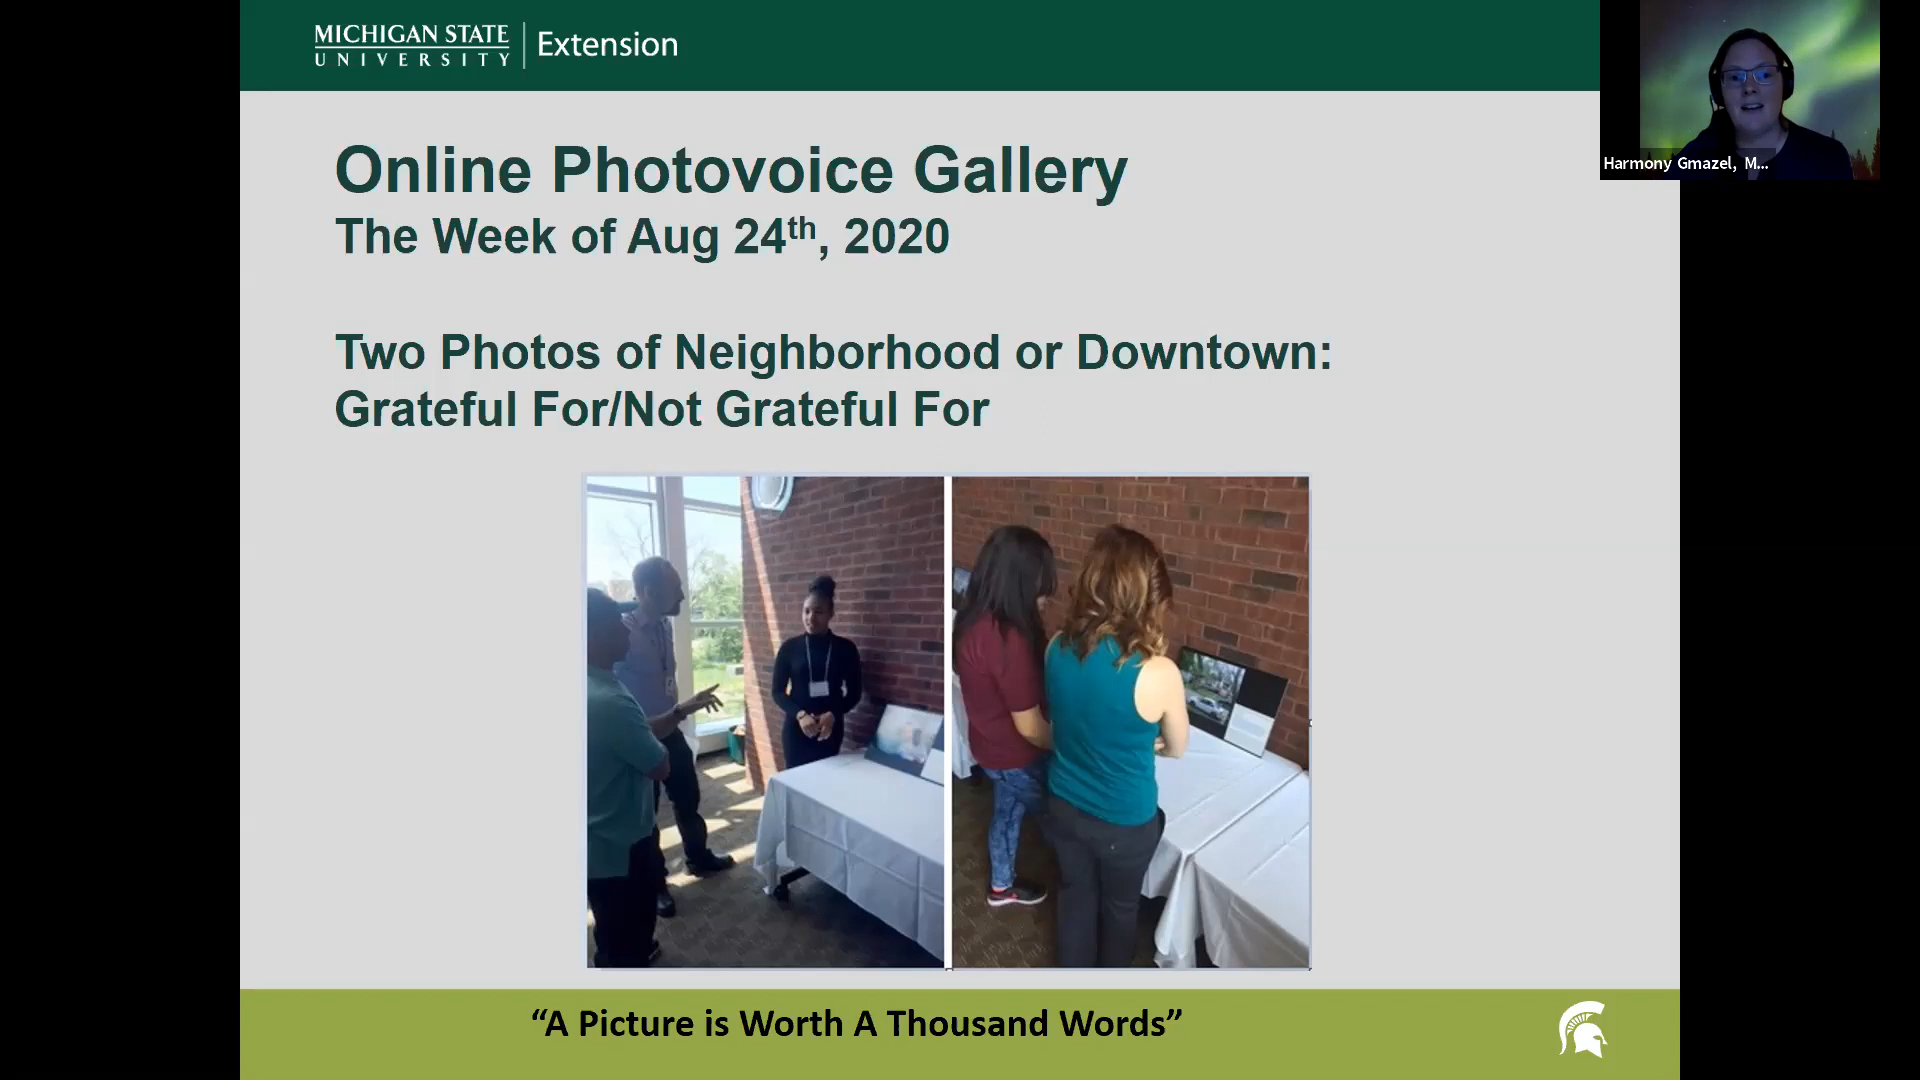 MICHIGAN STATE
UNIVERSITY
Extension
Harmony Gmazel, M...
Online Photovoice Gallery
The Week of Aug 24th, 2020
Two Photos of Neighborhood or Downtown:
Grateful For/Not Grateful For
“A Picture is Worth A Thousand Words”